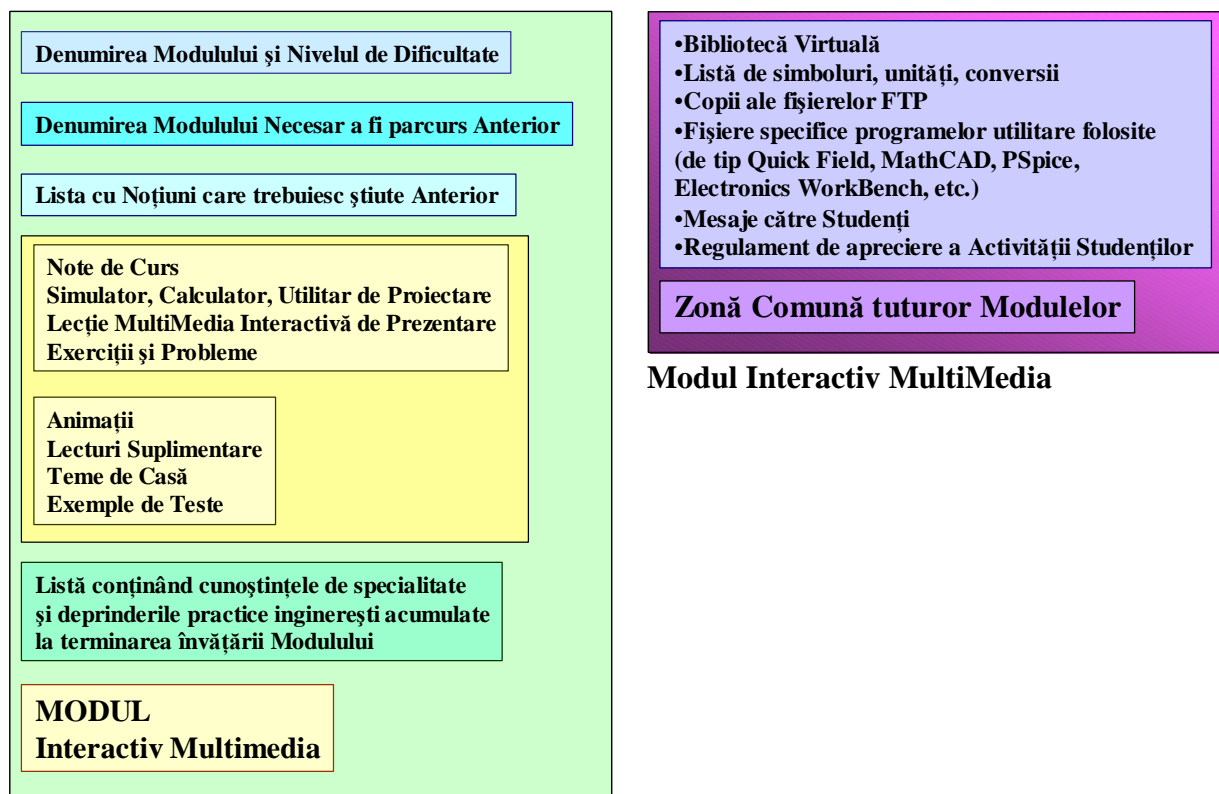 Denumirea Modulului şi Nivelul de Dificultate
Denumirea Modulului Necesar a fi parcurs Anterior
Lista cu Noţiuni care trebuiesc ştiute Anterior
Note de Curs
Simulator, Calculator, Utilitar de Proiectare
Lecţie MultiMedia Interactivă de Prezentare
Exerciţii şi Probleme
Animaţii
Lecturi Suplimentare
Teme de Casă
Exemple de Teste
Listă conţinând cunoştinţele de specialitate
şi deprinderile practice inginereşti acumulate
la terminarea învăţării Modulului
MODUL
Interactiv Multimedia
•Bibliotecă Virtuală
•Listă de simboluri, unităţi, conversii
•Copii ale fişierelor FTP
•Fişiere specifice programelor utilitare folosite
(de tip Quick Field, MathCAD, PSpice,
Electronics WorkBench, etc.)
•Mesaje către Studenţi
•Regulament de apreciere a Activităţii Studenţilor
Zonă Comună tuturor Modulelor
Modul Interactiv MultiMedia